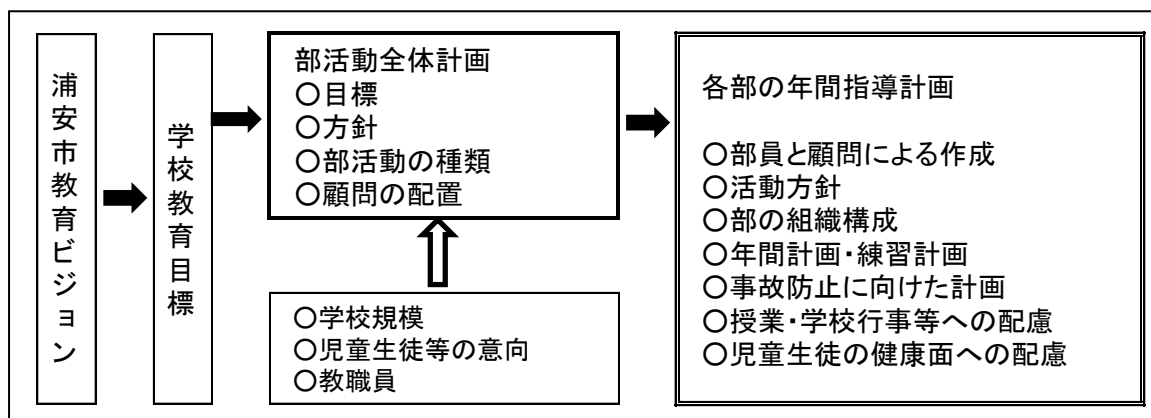 浦安市教育ビジョン
学校教育目標
部活動全体計画
○目標
○方針
○部活動の種類
○顧問の配置
○学校規模
○児童生徒等の意向
○教職員
各部の年間指導計画
○部員と顧問による作成
○活動方針
○部の組織構成
○年間計画・練習計画
○事故防止に向けた計画
○授業・学校行事等への配慮
○児童生徒の健康面への配慮